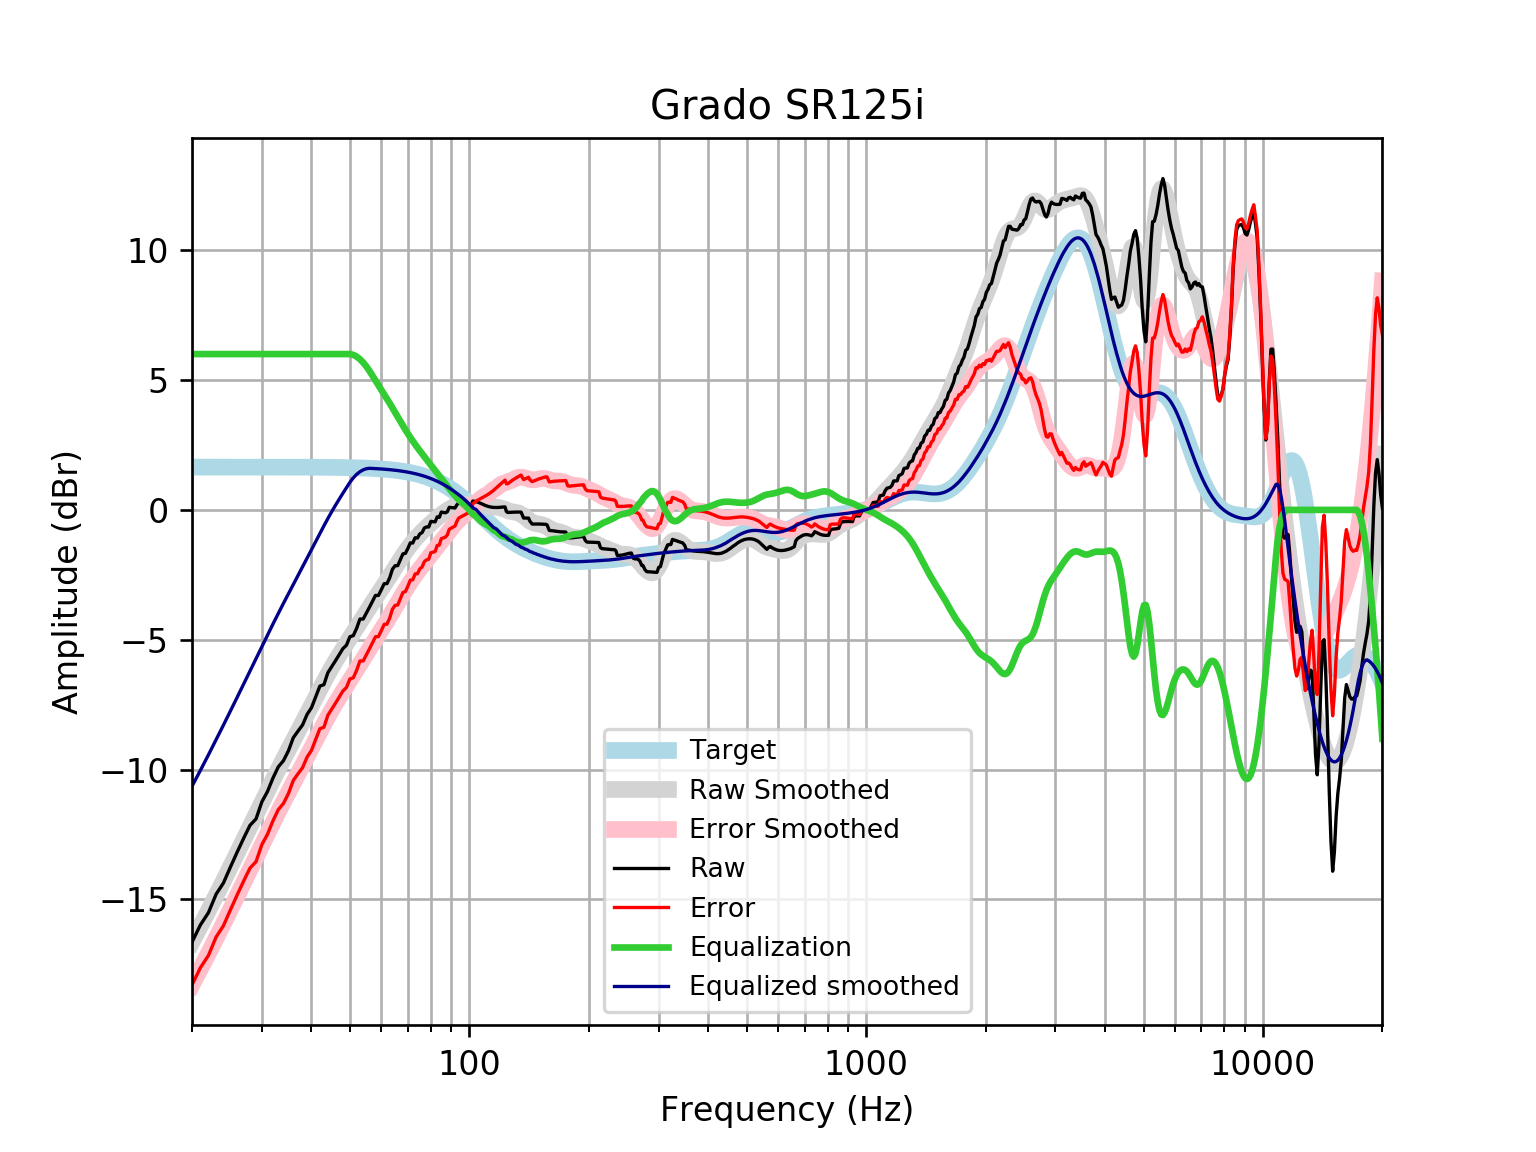 Grado SR125i
Amplitude (dBr)
10
5
0
−5
−10
−15
Target
Raw Smoothed
Error Smoothed
Raw
Error
Equalization
Equalized smoothed
100 1000 10000
Frequency (Hz)